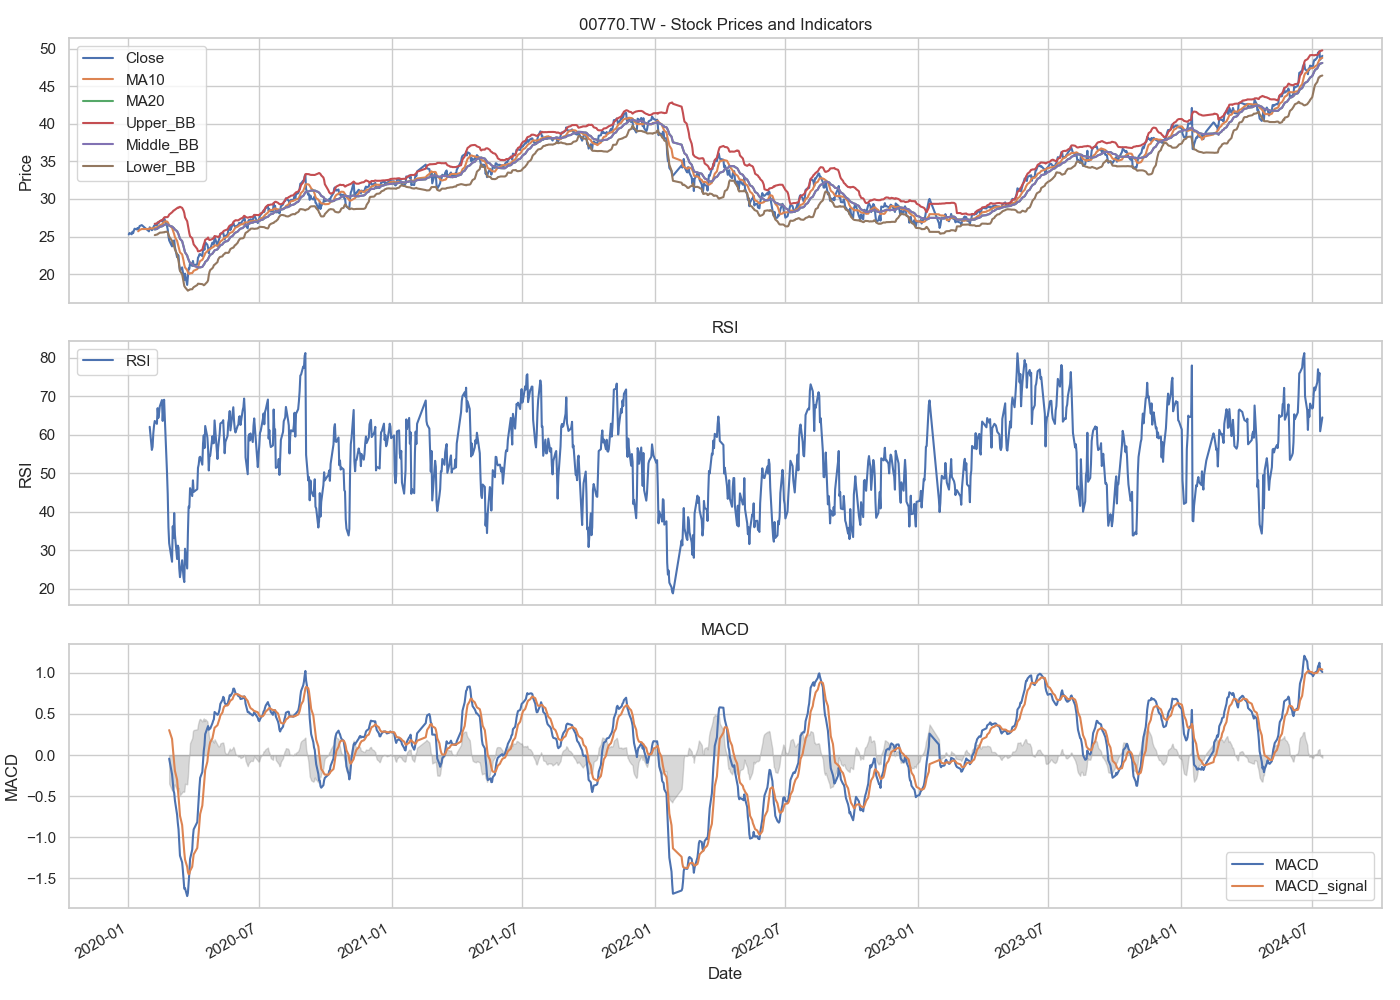 00770.TW - Stock Prices and Indicators
50
45
40
35
30
25
20
Price
Close
MA10
MA20
Upper_BB
Middle_BB
Lower_BB
RSI
80
70
60
50
40
30
20
RSI
RSI
MACD
1.0
0.5
0.0
−0.5
−1.0
−1.5
MACD
MACD
MACD_signal
2020-01
2020-07
2021-01
2021-07
2022-01
2022-07
2023-01
2023-07
2024-01
2024-07
Date